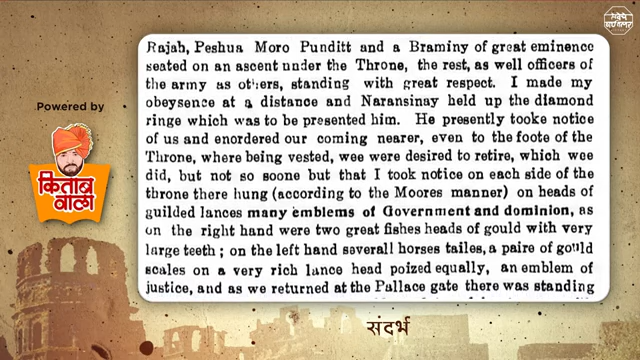 Powered by
किताब
वाला
Rajah, Peshua Moro Punditt and a Braminy of great eminence
seated on an ascent under the Throne, the rest, as well officers of
the army as others, standing with great respect. I made my
obeysence at a distance and Naransinay held up the diamond
ringe which was to be presented him. He presently tooke notice
of us and enordered our coming nearer, even to the foote of the
Throne, where being vested, wee were desired to retire, which wee
did, but not so soone but that I took notice on each side of the
throne there hung (according to the Moores manner) on heads of
guilded lances many emblems of Government and dominion, as
on the right hand were two great fishes heads of gould with very
large teeth ; on the left hand severall horses tailes, a paire of gould
scales on a very rich lance head poized equally, an emblem of
justice, and as we returned at the Pallace gate there was standing
संदर्भ